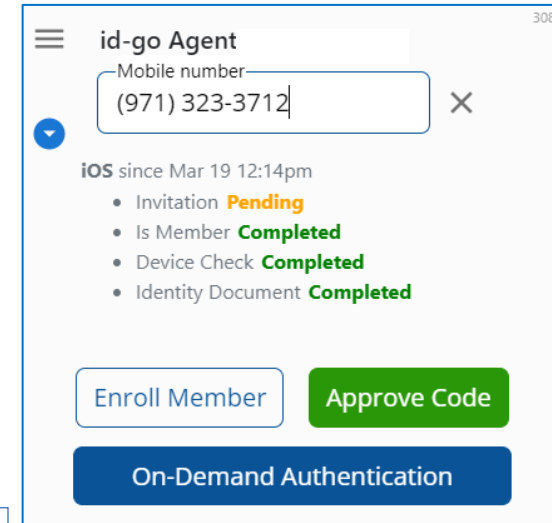 308
id-go Agent
Mobile number
(971) 323-3712
iOS since Mar 19 12:14pm
Invitation Pending
Is Member Completed
Device Check Completed
Identity Document Completed
Enroll Member
Approve Code
On-Demand Authentication